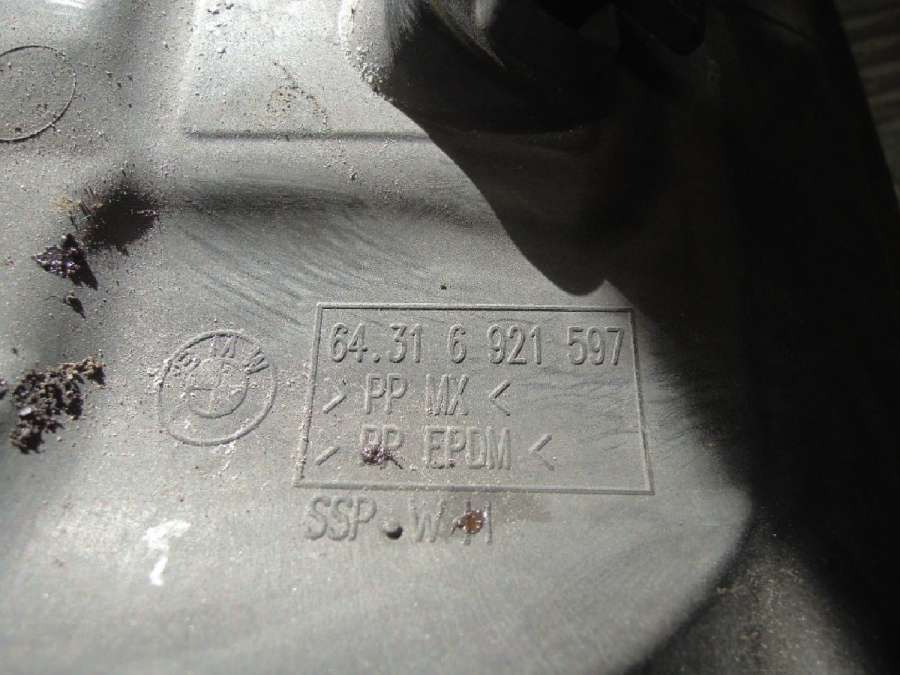 BMW
64.31 6 921 597
> PP MX <
> PP EPDM <
SSP.